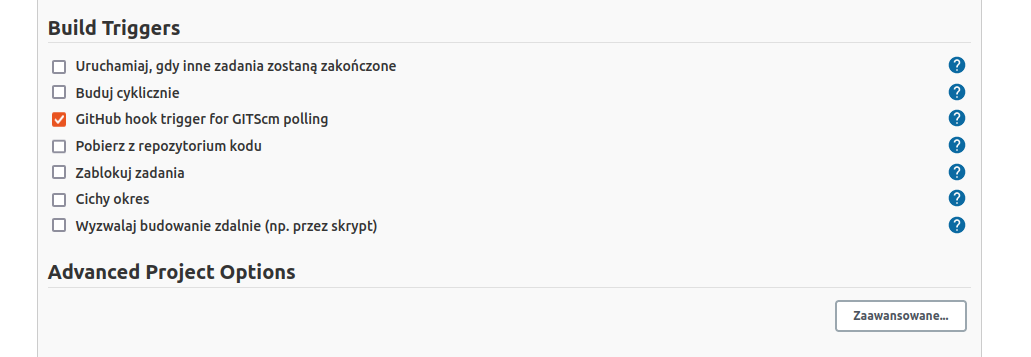 Build Triggers
Uruchamiaj, gdy inne zadania zostaną zakończone
?
Buduj cyklicznie
?
GitHub hook trigger for GITScm polling
?
Pobierz z repozytorium kodu
?
Zablokuj zadania
?
Cichy okres
?
Wyzwalaj budowanie zdalnie (np. przez skrypt)
?
Advanced Project Options
Zaawansowane...